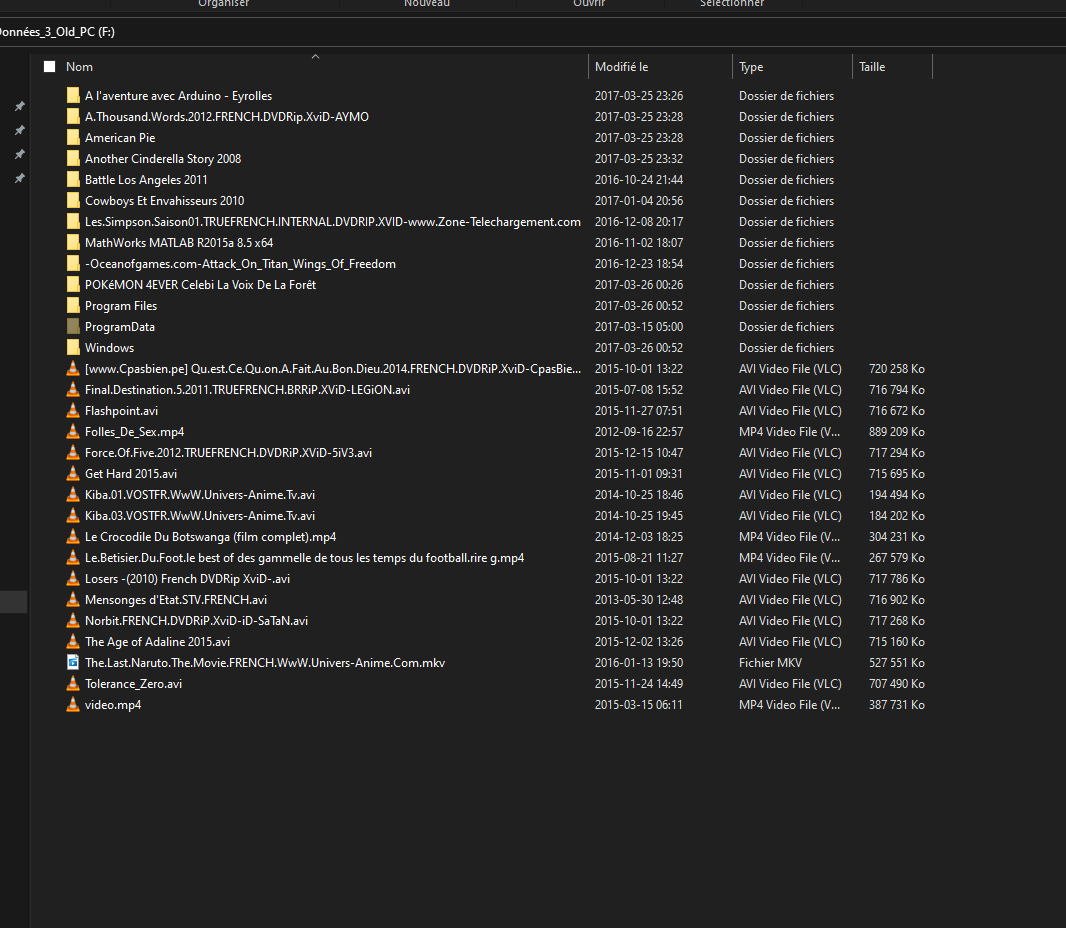 Organiser Nouveau Ouvrir Sélectionner
Données_3_Old_PC (F:)
Nom Modifié le Type Taille
A l'aventure avec Arduino - Eyrolles 2017-03-25 23:26 Dossier de fichiers
A.Thousand.Words.2012.FRENCH.DVDRip.XviD-AYMO 2017-03-25 23:28 Dossier de fichiers
American Pie 2017-03-25 23:28 Dossier de fichiers
Another Cinderella Story 2008 2017-03-25 23:32 Dossier de fichiers
Battle Los Angeles 2011 2016-10-24 21:44 Dossier de fichiers
Cowboys Et Envahisseurs 2010 2017-01-04 20:56 Dossier de fichiers
Les.Simpson.Saison01.TRUEFRENCH.INTERNAL.DVDRIP.XVID-www.Zone-Telechargement.com 2016-12-08 20:17 Dossier de fichiers
MathWorks MATLAB R2015a 8.5 x64 2016-11-02 18:07 Dossier de fichiers
-Oceanofgames.com-Attack_On_Titan_Wings_Of_Freedom 2016-12-23 18:54 Dossier de fichiers
POKéMON 4EVER Celebi La Voix De La Forêt 2017-03-26 00:26 Dossier de fichiers
Program Files 2017-03-26 00:52 Dossier de fichiers
ProgramData 2017-03-15 05:00 Dossier de fichiers
Windows 2017-03-26 00:52 Dossier de fichiers
[www.Cpasbien.pe] Qu.est.Ce.Qu.on.A.Fait.Au.Bon.Dieu.2014.FRENCH.DVDRiP.XviD-CpasBie... 2015-10-01 13:22 AVI Video File (VLC) 720 258 Ko
Final.Destination.5.2011.TRUEFRENCH.BRRiP.XViD-LEGiON.avi 2015-07-08 15:52 AVI Video File (VLC) 716 794 Ko
Flashpoint.avi 2015-11-27 07:51 AVI Video File (VLC) 716 672 Ko
Folles_De_Sex.mp4 2012-09-16 22:57 MP4 Video File (V... 889 209 Ko
Force.Of.Five.2012.TRUEFRENCH.DVDRiP.XViD-5iV3.avi 2015-12-15 10:47 AVI Video File (VLC) 717 294 Ko
Get Hard 2015.avi 2015-11-01 09:31 AVI Video File (VLC) 715 695 Ko
Kiba.01.VOSTFR.WwW.Univers-Anime.Tv.avi 2014-10-25 18:46 AVI Video File (VLC) 194 494 Ko
Kiba.03.VOSTFR.WwW.Univers-Anime.Tv.avi 2014-10-25 19:45 AVI Video File (VLC) 184 202 Ko
Le Crocodile Du Botswanga (film complet).mp4 2014-12-03 18:25 MP4 Video File (V... 304 231 Ko
Le.Betisier.Du.Foot.le best of des gammelle de tous les temps du football.rire g.mp4 2015-08-21 11:27 MP4 Video File (V... 267 579 Ko
Losers -(2010) French DVDRip XviD-.avi 2015-10-01 13:22 AVI Video File (VLC) 717 786 Ko
Mensonges d'Etat.STV.FRENCH.avi 2013-05-30 12:48 AVI Video File (VLC) 716 902 Ko
Norbit.FRENCH.DVDRiP.XviD-iD-SaTaN.avi 2015-10-01 13:22 AVI Video File (VLC) 717 268 Ko
The Age of Adaline 2015.avi 2015-12-02 13:26 AVI Video File (VLC) 715 160 Ko
The.Last.Naruto.The.Movie.FRENCH.WwW.Univers-Anime.Com.mkv 2016-01-13 19:50 Fichier MKV 527 551 Ko
Tolerance_Zero.avi 2015-11-24 14:49 AVI Video File (VLC) 707 490 Ko
video.mp4 2015-03-15 06:11 MP4 Video File (V... 387 731 Ko